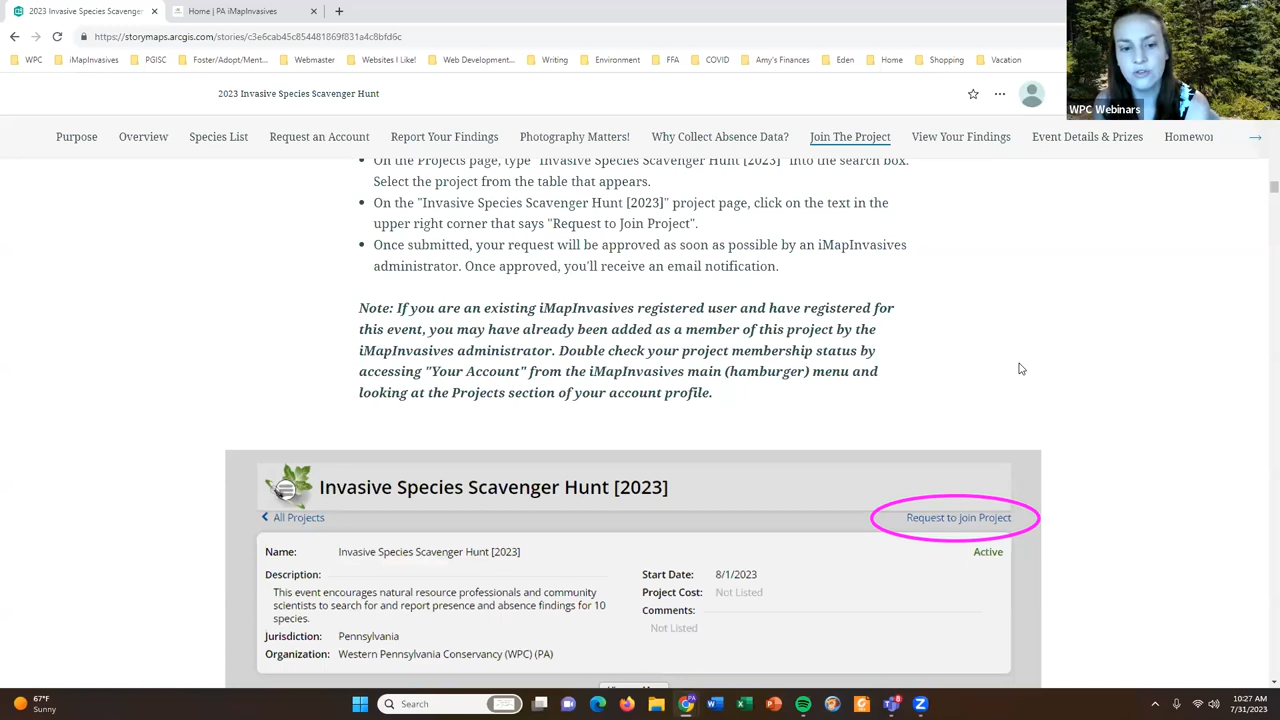 2023 Invasive Species Scavenger
Home | PA iMapInvasives
https://storymaps.arcgis.com/stories/c3e6cab45c854481869f831a4c8bfd6c
WPC iMapInvasives PGISC Foster/Adopt/Ment... Webmaster Websites I Like! Web Development... Writing Environment FFA COVID Amy's Finances Eden Home Shopping Vacation
WPC Webinars
2023 Invasive Species Scavenger Hunt
Purpose Overview Species List Request an Account Report Your Findings Photography Matters! Why Collect Absence Data? Join The Project View Your Findings Event Details & Prizes Homewor
On the Projects page, type "Invasive Species Scavenger Hunt [2023]" into the search box.
Select the project from the table that appears.
On the "Invasive Species Scavenger Hunt [2023]" project page, click on the text in the
upper right corner that says "Request to Join Project".
Once submitted, your request will be approved as soon as possible by an iMapInvasives
administrator. Once approved, you'll receive an email notification.
Note: If you are an existing iMapInvasives registered user and have registered for
this event, you may have already been added as a member of this project by the
iMapInvasives administrator. Double check your project membership status by
accessing "Your Account" from the iMapInvasives main (hamburger) menu and
looking at the Projects section of your account profile.
Invasive Species Scavenger Hunt [2023]
All Projects
Request to Join Project
Name: Invasive Species Scavenger Hunt [2023]
Active
Description:
This event encourages natural resource professionals and community
scientists to search for and report presence and absence findings for 10
species.
Jurisdiction: Pennsylvania
Organization: Western Pennsylvania Conservancy (WPC) (PA)
Start Date: 8/1/2023
Project Cost: Not Listed
Comments:
Not Listed
67°F
Sunny
Search
10:27 AM
7/31/2023